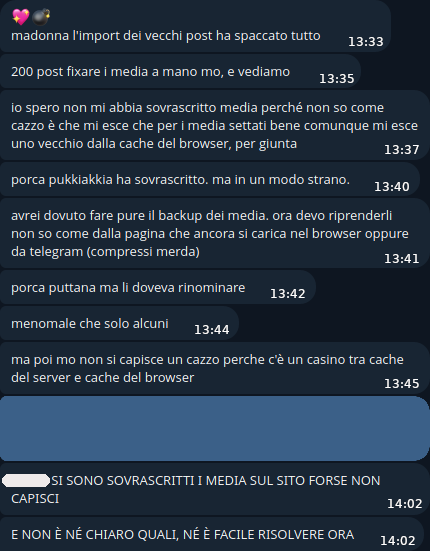 💖💣
madonna l'import dei vecchi post ha spaccato tutto
13:33
200 post fixare i media a mano mo, e vediamo
13:35
io spero non mi abbia sovrascritto media perché non so come
cazzo è che mi esce che per i media settati bene comunque mi esce
uno vecchio dalla cache del browser, per giunta
13:37
porca pukkiakkia ha sovrascritto. ma in un modo strano.
13:40
avrei dovuto fare pure il backup dei media. ora devo riprenderli
non so come dalla pagina che ancora si carica nel browser oppure
da telegram (compressi merda)
13:41
porca puttana ma li doveva rinominare
13:42
menomale che solo alcuni
13:44
ma poi mo non si capisce un cazzo perche c'è un casino tra cache
del server e cache del browser
13:45
SI SONO SOVRASCRITTI I MEDIA SUL SITO FORSE NON
CAPISCI
14:02
E NON È NÉ CHIARO QUALI, NÉ È FACILE RISOLVERE ORA
14:02